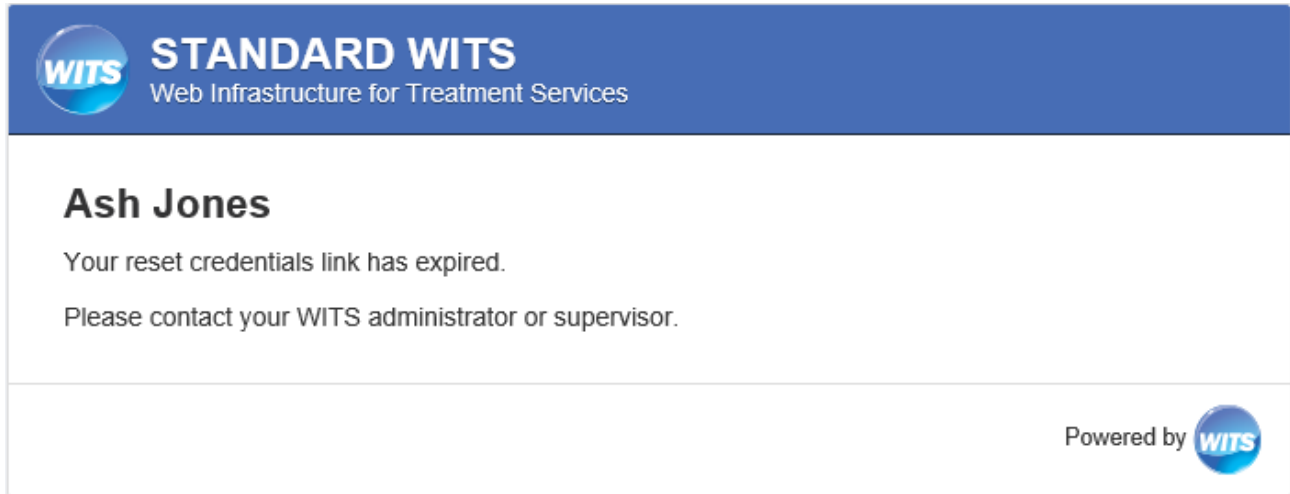 WITS
STANDARD WITS
Web Infrastructure for Treatment Services
Ash Jones
Your reset credentials link has expired.
Please contact your WITS administrator or supervisor.
Powered by WITS